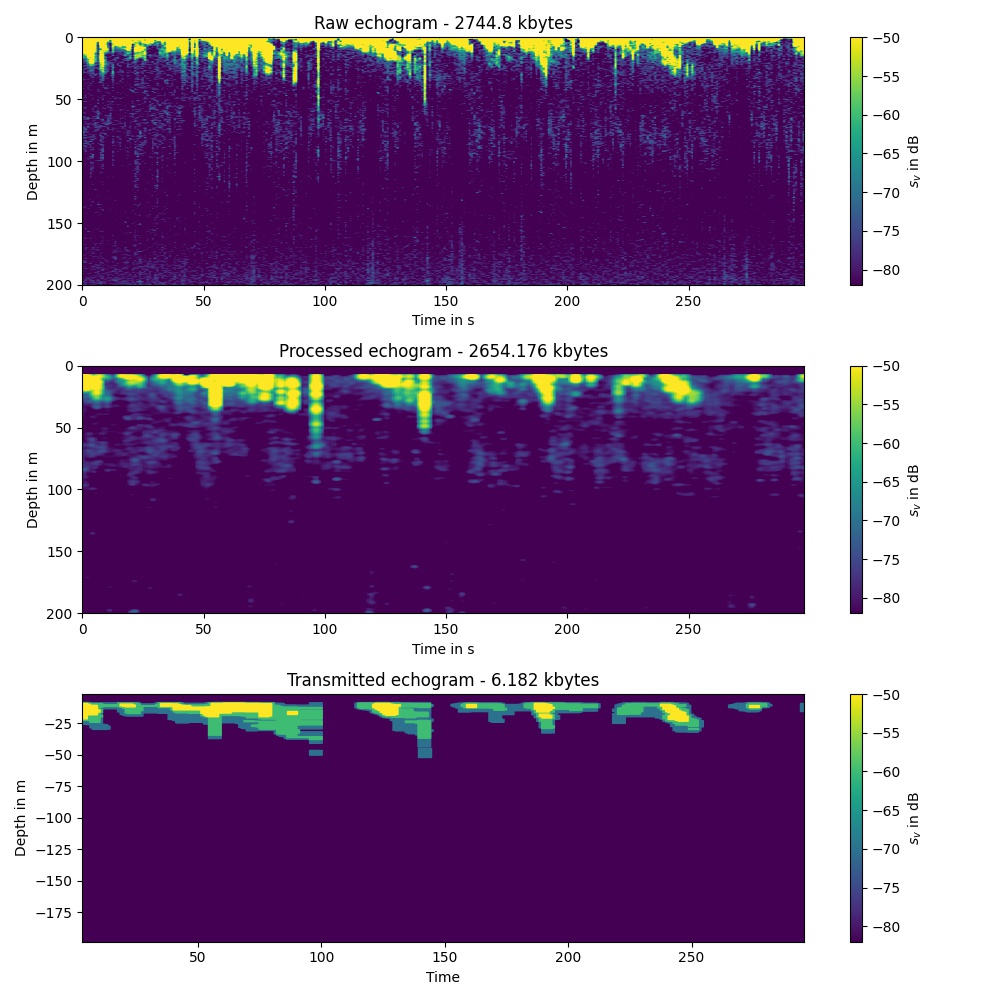 Raw echogram - 2744.8 kbytes
0
50
100
150
200
Depth in m
0 50 100 150 200 250
Time in s
−50
−55
−60
−65
−70
−75
−80
sv in dB
Processed echogram - 2654.176 kbytes
0
50
100
150
200
Depth in m
0 50 100 150 200 250
Time in s
−50
−55
−60
−65
−70
−75
−80
sv in dB
Transmitted echogram - 6.182 kbytes
−25
−50
−75
−100
−125
−150
−175
Depth in m
50 100 150 200 250
Time
−50
−55
−60
−65
−70
−75
−80
sv in dB